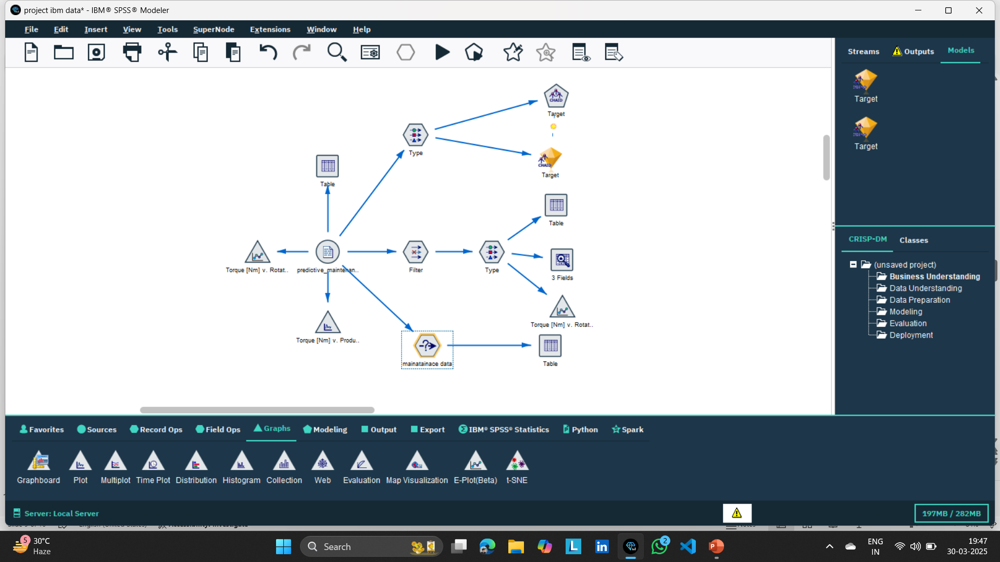 project ibm data* - IBM® SPSS® Modeler
File Edit Insert View Tools SuperNode Extensions Window Help
Streams Outputs Models
Target
Target
CHAID
Target
Type
CHAID
Target
Table
Table
Torque [Nm] v. Rotat..
predictive_maintenan..
Filter
Type
3 Fields
Torque [Nm] v. Rotat..
Torque [Nm] v. Produ..
mainatainace data
Table
CRISP-DM Classes
(unsaved project)
Business Understanding
Data Understanding
Data Preparation
Modeling
Evaluation
Deployment
Favorites Sources Record Ops Field Ops Graphs Modeling Output Export IBM® SPSS® Statistics Python Spark
Graphboard Plot Multiplot Time Plot Distribution Histogram Collection Web Evaluation Map Visualization E-Plot(Beta) t-SNE
Server: Local Server
197MB / 282MB
5
30°C
Haze
Search
2
ENG
IN
19:47
30-03-2025